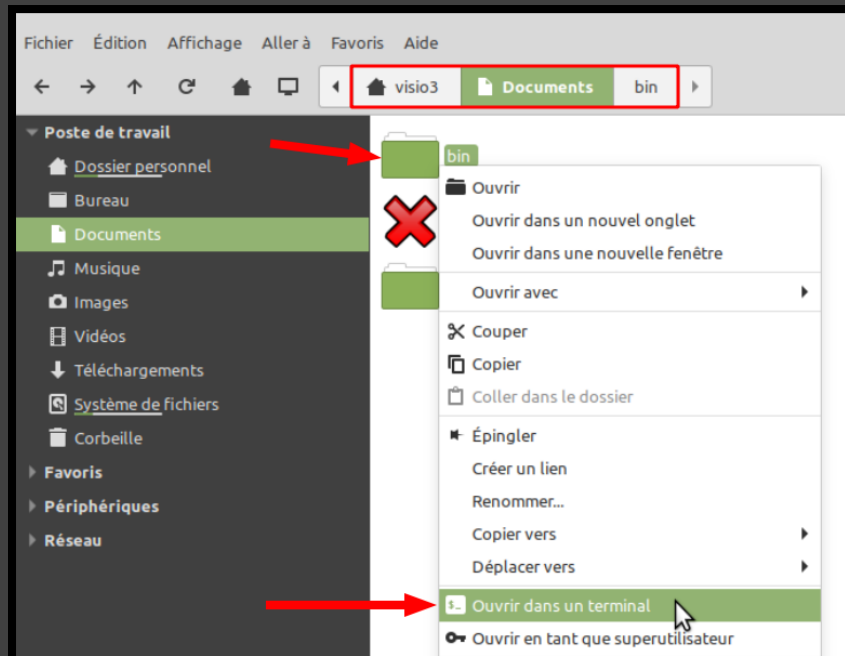 Fichier Édition Affichage Aller à Favoris Aide
visio3 Documents bin
Poste de travail
Dossier personnel
Bureau
Documents
Musique
Images
Vidéos
Téléchargements
Système de fichiers
Corbeille
Favoris
Périphériques
Réseau
bin
Ouvrir
Ouvrir dans un nouvel onglet
Ouvrir dans une nouvelle fenêtre
Ouvrir avec
Couper
Copier
Coller dans le dossier
Épingler
Créer un lien
Renommer...
Copier vers
Déplacer vers
$_ Ouvrir dans un terminal
Ouvrir en tant que superutilisateur